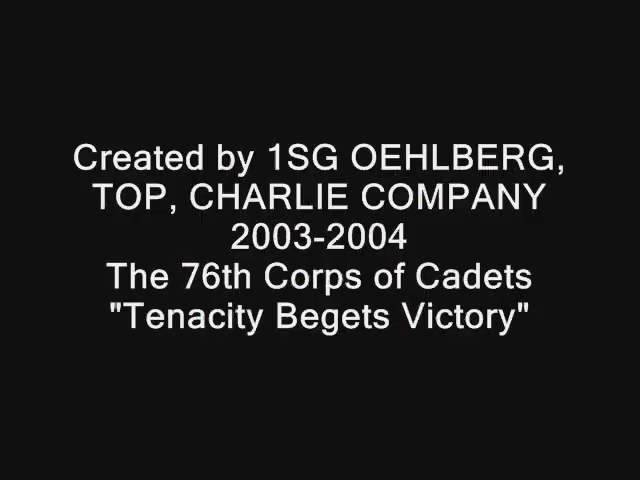 Created by 1SG OEHLBERG,
TOP, CHARLIE COMPANY
2003-2004
The 76th Corps of Cadets
"Tenacity Begets Victory"